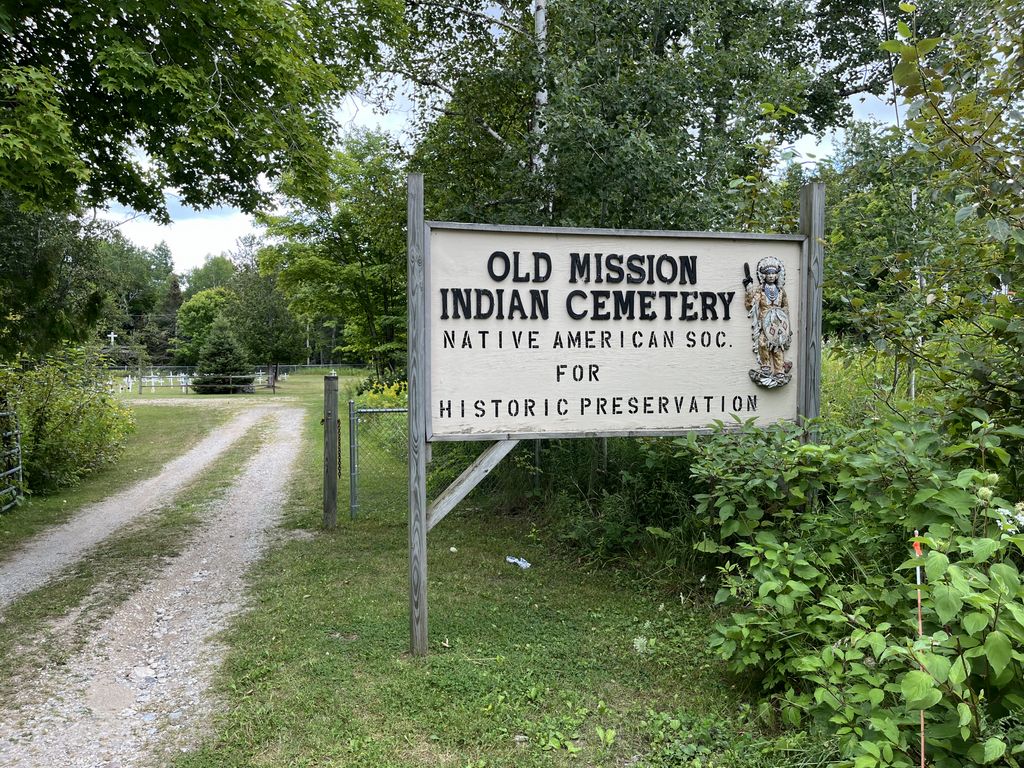 OLD MISSION
INDIAN CEMETERY
NATIVE AMERICAN SOC.
FOR
HISTORIC PRESERVATION